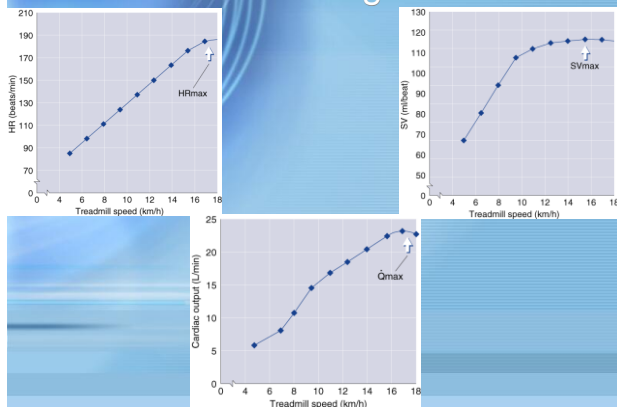 210
190
170
150
130
110
90
70
0
HR (beats/min)
HRmax
0 4 6 8 10 12 14 16 18
Treadmill speed (km/h)
130
120
110
100
90
80
70
60
50
0
SV (ml/beat)
SVmax
0 4 6 8 10 12 14 16 18
Treadmill speed (km/h)
25
20
15
10
5
0
Cardiac output (L/min)
Q̇max
0 4 6 8 10 12 14 16 18
Treadmill speed (km/h)